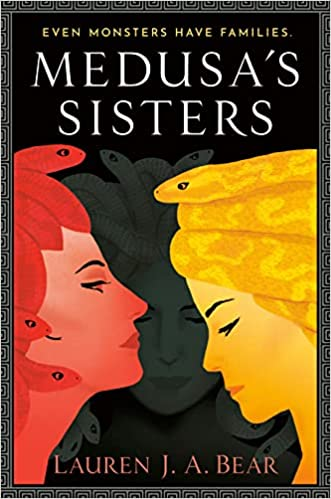 EVEN MONSTERS HAVE FAMILIES.
MEDUSA'S
SISTERS
LAUREN J. A. BEAR